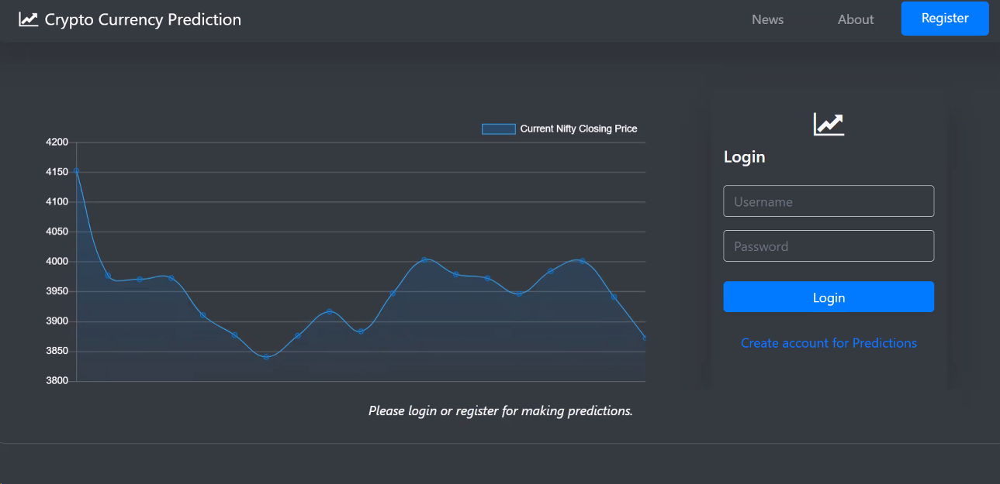 Crypto Currency Prediction
News
About
Register
Current Nifty Closing Price
4200
4150
4100
4050
4000
3950
3900
3850
3800
Login
Username
Password
Login
Create account for Predictions
Please login or register for making predictions.